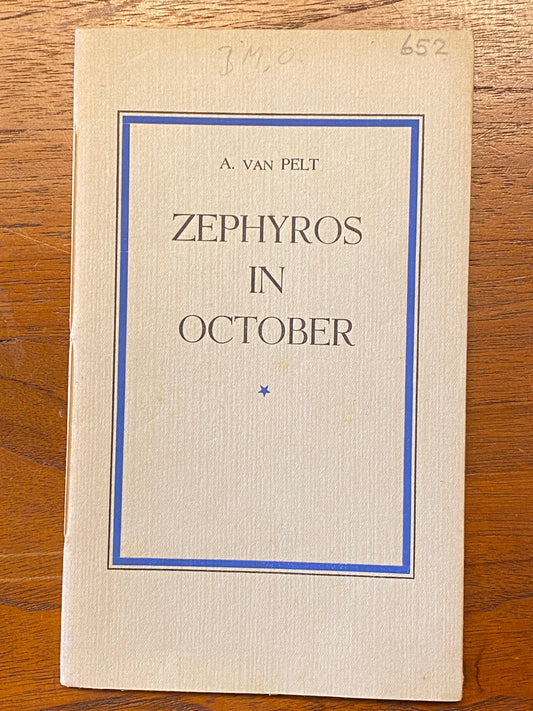 652
A. VAN PELT
ZEPHYROS
IN
OCTOBER